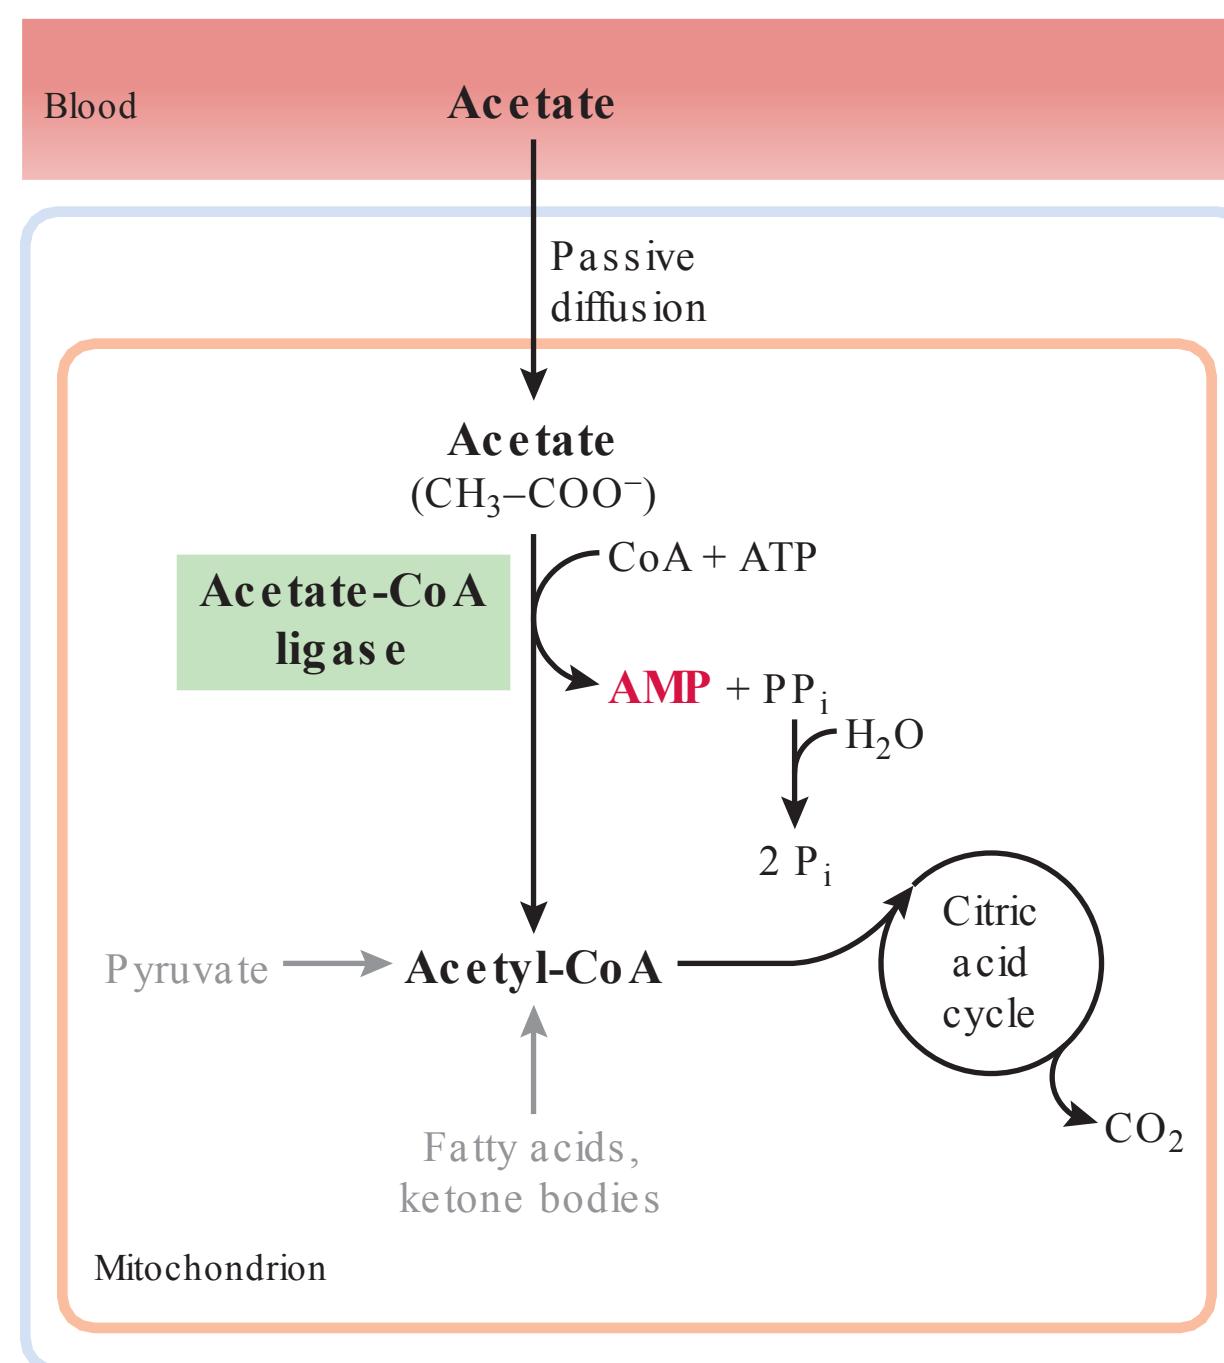 Blood
Acetate
Passive
diffusion
Acetate
(CH₃–COO⁻)
CoA + ATP
Acetate-CoA
ligase
AMP + PPᵢ
H₂O
2 Pᵢ
Citric
acid
cycle
Pyruvate
Acetyl-CoA
CO₂
Fatty acids,
ketone bodies
Mitochondrion